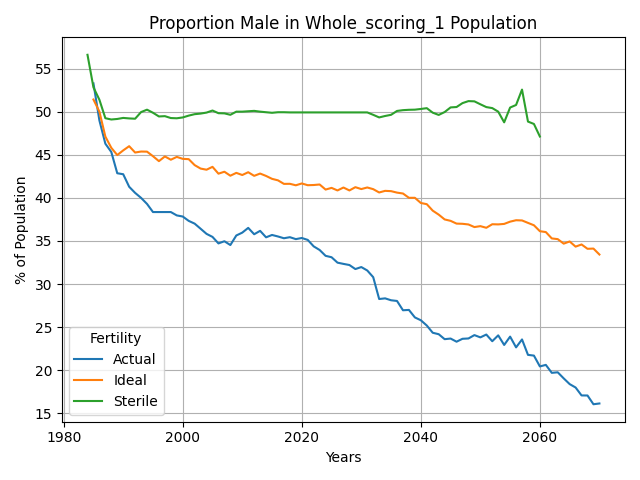 Proportion Male in Whole_scoring_1 Population
% of Population
55
50
45
40
35
30
25
20
15
Fertility
Actual
Ideal
Sterile
1980
2000
2020
2040
2060
Years